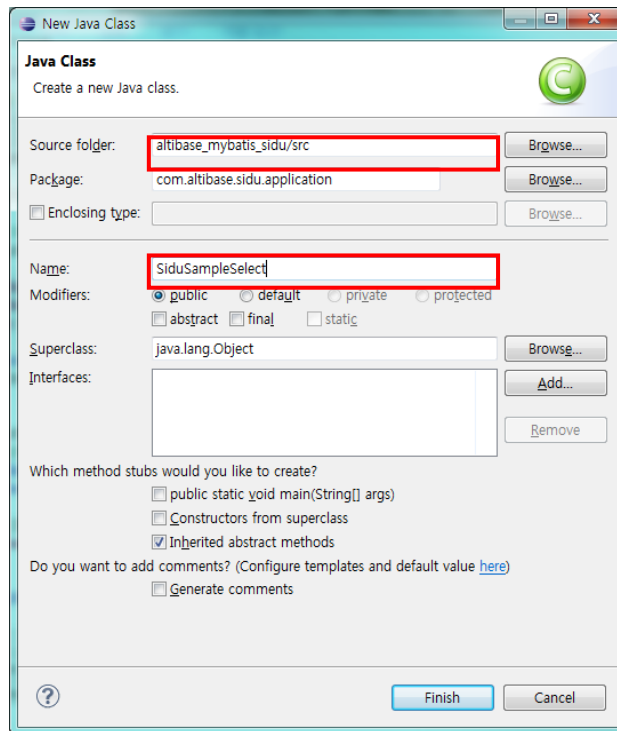 New Java Class
Java Class
Create a new Java class.
C
Source folder: altibase_mybatis_sidu/src Browse...
Package: com.altibase.sidu.application Browse...
Enclosing type: Browse...
Name: SiduSampleSelect
Modifiers: public default private protected
abstract final static
Superclass: java.lang.Object Browse...
Interfaces: Add...
Remove
Which method stubs would you like to create?
public static void main(String[] args)
Constructors from superclass
Inherited abstract methods
Do you want to add comments? (Configure templates and default value here)
Generate comments
? Finish Cancel